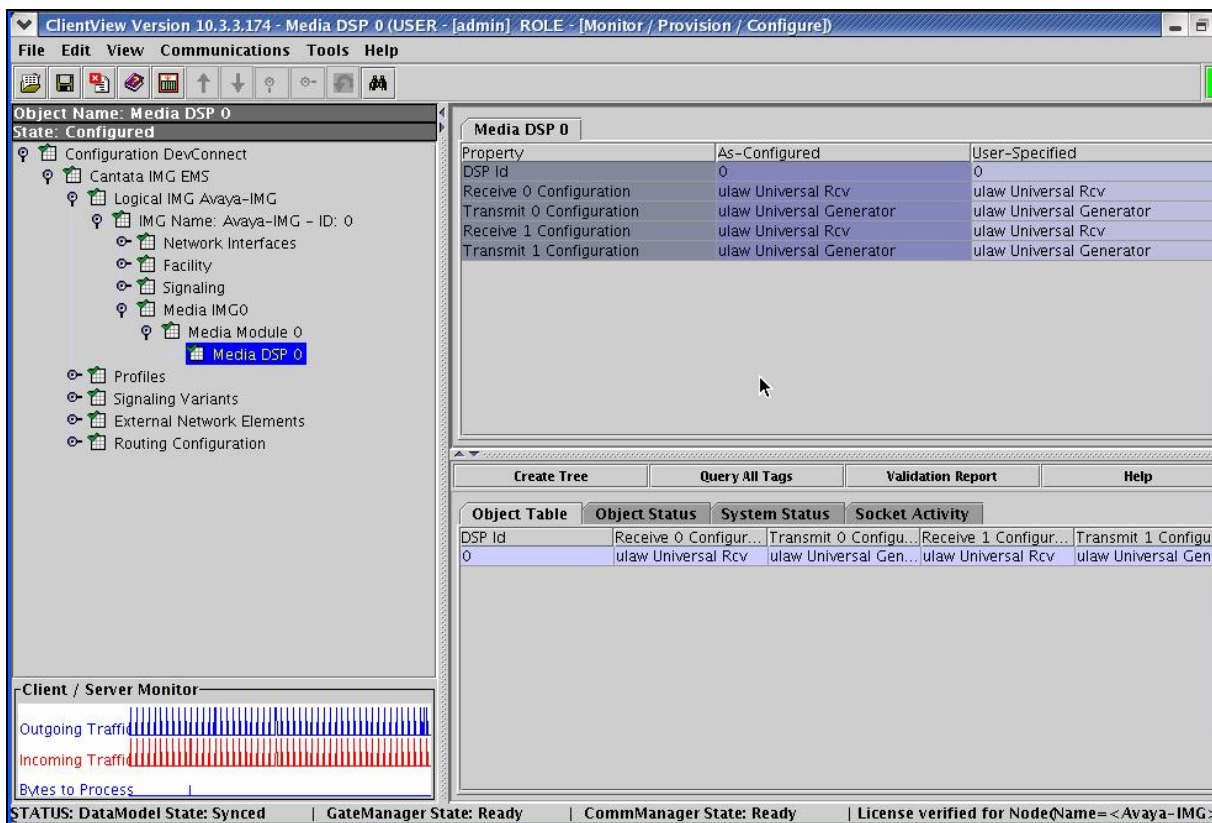 ClientView Version 10.3.3.174 - Media DSP 0 (USER - [admin] ROLE - [Monitor / Provision / Configure])
File Edit View Communications Tools Help
Object Name: Media DSP 0
State: Configured
Configuration DevConnect
Cantata IMG EMS
Logical IMG Avaya-IMG
IMG Name: Avaya-IMG - ID: 0
Network Interfaces
Facility
Signaling
Media IMG0
Media Module 0
Media DSP 0
Profiles
Signaling Variants
External Network Elements
Routing Configuration
Client / Server Monitor
Outgoing Traffic
Incoming Traffic
Bytes to Process
Media DSP 0
Property As-Configured User-Specified
DSP Id 0 0
Receive 0 Configuration ulaw Universal Rcv ulaw Universal Rcv
Transmit 0 Configuration ulaw Universal Generator ulaw Universal Generator
Receive 1 Configuration ulaw Universal Rcv ulaw Universal Rcv
Transmit 1 Configuration ulaw Universal Generator ulaw Universal Generator
Create Tree Query All Tags Validation Report Help
Object Table Object Status System Status Socket Activity
DSP Id Receive 0 Configur... Transmit 0 Configu... Receive 1 Configur... Transmit 1 Configu
0 ulaw Universal Rcv ulaw Universal Gen... ulaw Universal Rcv ulaw Universal Gen
STATUS: DataModel State: Synced | GateManager State: Ready | CommManager State: Ready | License verified for Node(Name=<Avaya-IMG>